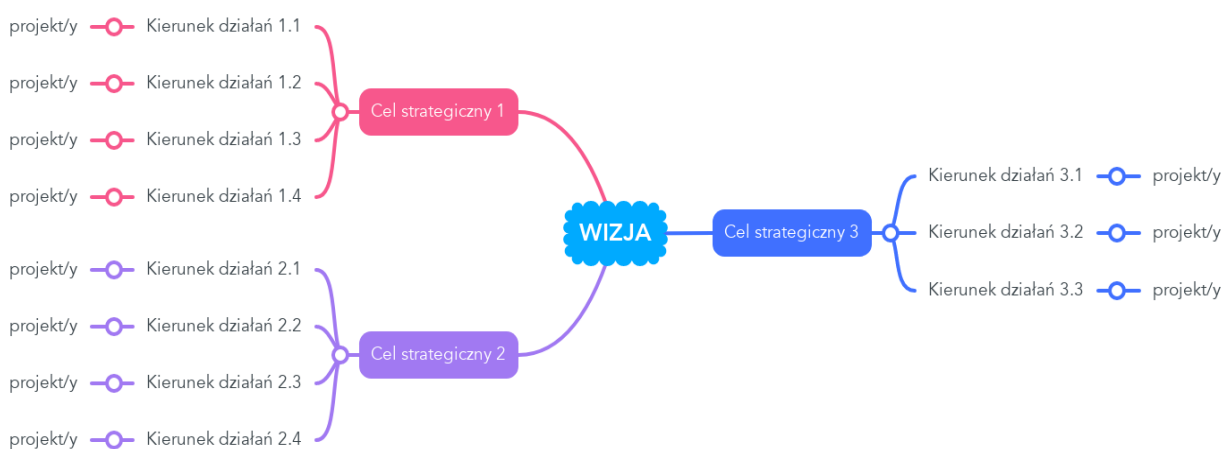 WIZJA
Cel strategiczny 1
Kierunek działań 1.1
projekt/y
Kierunek działań 1.2
projekt/y
Kierunek działań 1.3
projekt/y
Kierunek działań 1.4
projekt/y
Cel strategiczny 2
Kierunek działań 2.1
projekt/y
Kierunek działań 2.2
projekt/y
Kierunek działań 2.3
projekt/y
Kierunek działań 2.4
projekt/y
Cel strategiczny 3
Kierunek działań 3.1
projekt/y
Kierunek działań 3.2
projekt/y
Kierunek działań 3.3
projekt/y